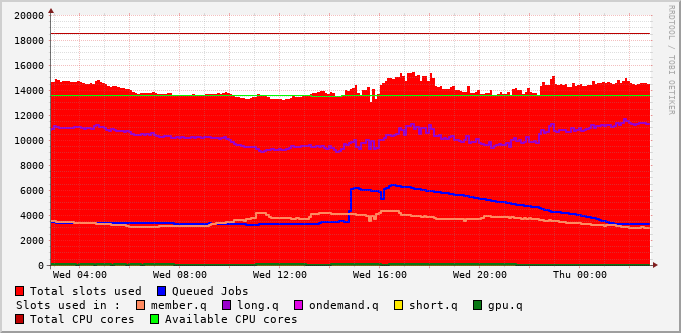 RRDTOOL / TOBI OETIKER
20000
18000
16000
14000
12000
10000
8000
6000
4000
2000
0
Wed 04:00 Wed 08:00 Wed 12:00 Wed 16:00 Wed 20:00 Thu 00:00
Total slots used Queued Jobs
Slots used in : member.q long.q ondemand.q short.q gpu.q
Total CPU cores Available CPU cores